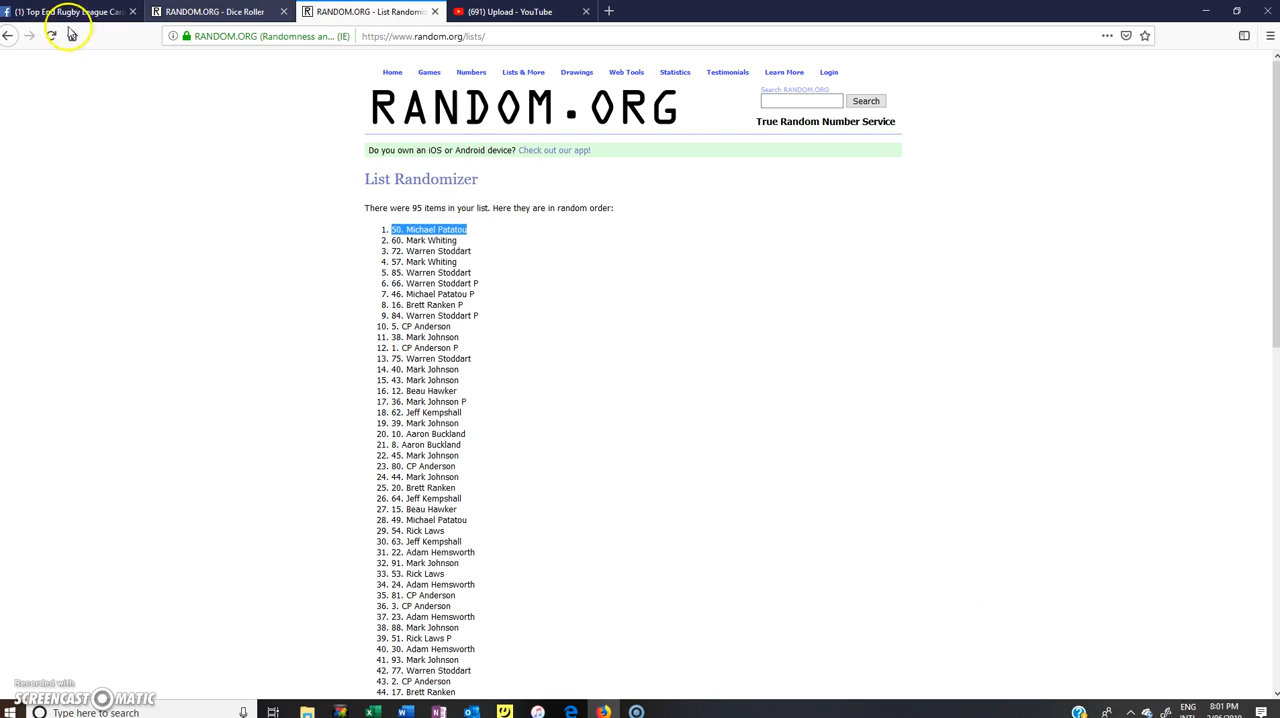 (1) Top End Rugby League Car
RANDOM.ORG - Dice Roller
RANDOM.ORG - List Randomi
(691) Upload - YouTube
RANDOM.ORG (Randomness an... (IE)
https://www.random.org/lists/
Home Games Numbers Lists & More Drawings Web Tools Statistics Testimonials Learn More Login
RANDOM.ORG
Search RANDOM.ORG
Search
True Random Number Service
Do you own an iOS or Android device? Check out our app!
List Randomizer
There were 95 items in your list. Here they are in random order:
1. 50. Michael Patatou
2. 60. Mark Whiting
3. 72. Warren Stoddart
4. 57. Mark Whiting
5. 85. Warren Stoddart
6. 66. Warren Stoddart P
7. 46. Michael Patatou P
8. 16. Brett Ranken P
9. 84. Warren Stoddart P
10. 5. CP Anderson
11. 38. Mark Johnson
12. 1. CP Anderson P
13. 75. Warren Stoddart
14. 40. Mark Johnson
15. 43. Mark Johnson
16. 12. Beau Hawker
17. 36. Mark Johnson P
18. 62. Jeff Kempshall
19. 39. Mark Johnson
20. 10. Aaron Buckland
21. 8. Aaron Buckland
22. 45. Mark Johnson
23. 80. CP Anderson
24. 44. Mark Johnson
25. 20. Brett Ranken
26. 64. Jeff Kempshall
27. 15. Beau Hawker
28. 49. Michael Patatou
29. 54. Rick Laws
30. 63. Jeff Kempshall
31. 22. Adam Hemsworth
32. 91. Mark Johnson
33. 53. Rick Laws
34. 24. Adam Hemsworth
35. 81. CP Anderson
36. 3. CP Anderson
37. 23. Adam Hemsworth
38. 88. Mark Johnson
39. 51. Rick Laws P
40. 30. Adam Hemsworth
41. 93. Mark Johnson
42. 77. Warren Stoddart
43. 2. CP Anderson
44. 17. Brett Ranken
Recorded with
SCREENCAST-O-MATIC
Type here to search
8:01 PM
INTL